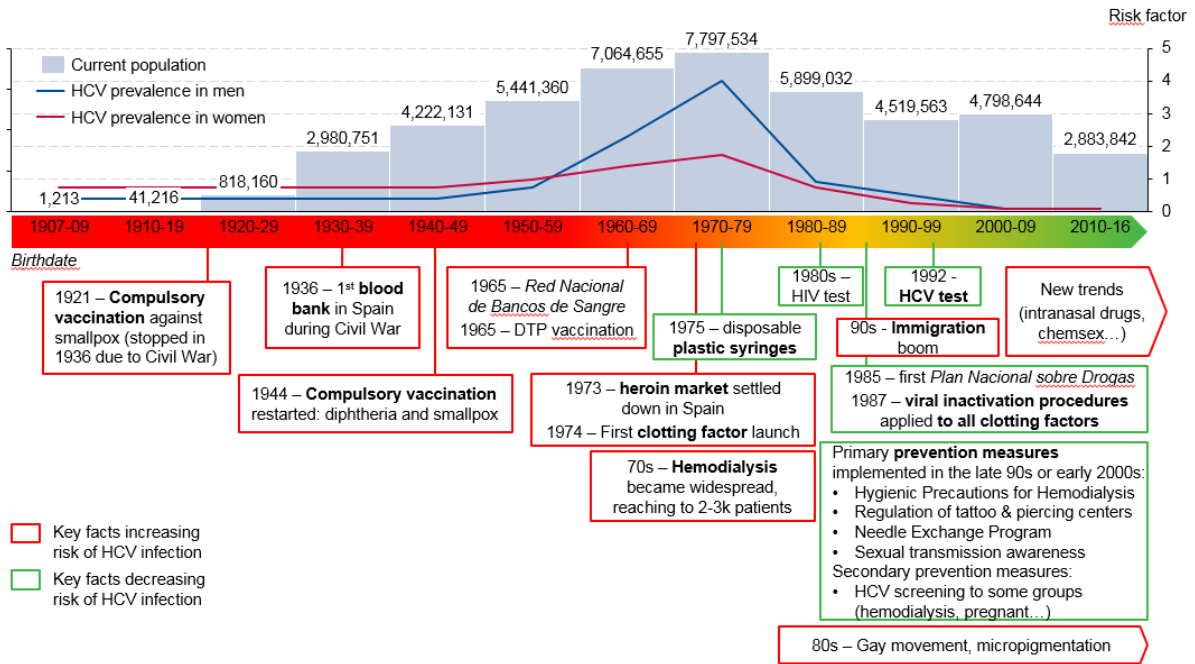 Risk factor
Current population
HCV prevalence in men
HCV prevalence in women
1,213
41,216
818,160
2,980,751
4,222,131
5,441,360
7,064,655
7,797,534
5,899,032
4,519,563
4,798,644
2,883,842
5
4
3
2
1
0
1907-09
1910-19
1920-29
1930-39
1940-49
1950-59
1960-69
1970-79
1980-89
1990-99
2000-09
2010-16
Birthdate
1921 – Compulsory
vaccination against
smallpox (stopped in
1936 due to Civil War)
1936 – 1st blood
bank in Spain
during Civil War
1944 – Compulsory vaccination
restarted: diphtheria and smallpox
1965 – Red Nacional
de Bancos de Sangre
1965 – DTP vaccination
1975 – disposable
plastic syringes
1973 – heroin market settled
down in Spain
1974 – First clotting factor launch
70s – Hemodialysis
became widespread,
reaching to 2-3k patients
1980s –
HIV test
1992 -
HCV test
90s - Immigration
boom
New trends
(intranasal drugs,
chemsex…)
1985 – first Plan Nacional sobre Drogas
1987 – viral inactivation procedures
applied to all clotting factors
Primary prevention measures
implemented in the late 90s or early 2000s:
• Hygienic Precautions for Hemodialysis
• Regulation of tattoo & piercing centers
• Needle Exchange Program
• Sexual transmission awareness
Secondary prevention measures:
• HCV screening to some groups
(hemodialysis, pregnant…)
80s – Gay movement, micropigmentation
Key facts increasing
risk of HCV infection
Key facts decreasing
risk of HCV infection